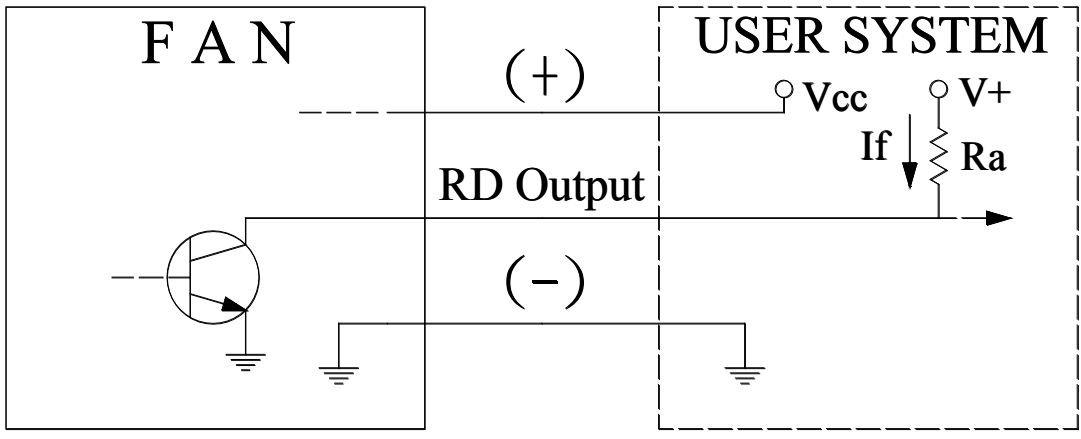 F A N
USER SYSTEM
(+)
Vcc
V+
If
Ra
RD Output
(-)